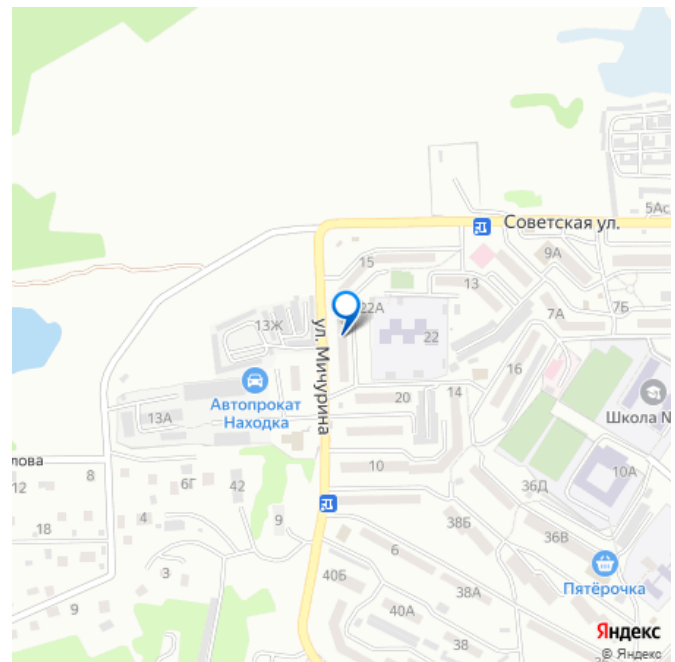 5Ас
Советская ул.
9А
15
13
22А
7Б
7А
13Ж
ул. Мичурина
22
16
Автопрокат
Находка
20
14
13А
Школа N
лова
10
10А
8
6Г
42
36Д
12
4
9
38Б
18
36В
6
3
40Б
Пятёрочка
38А
9
40А
38
Яндекс
© Яндекс